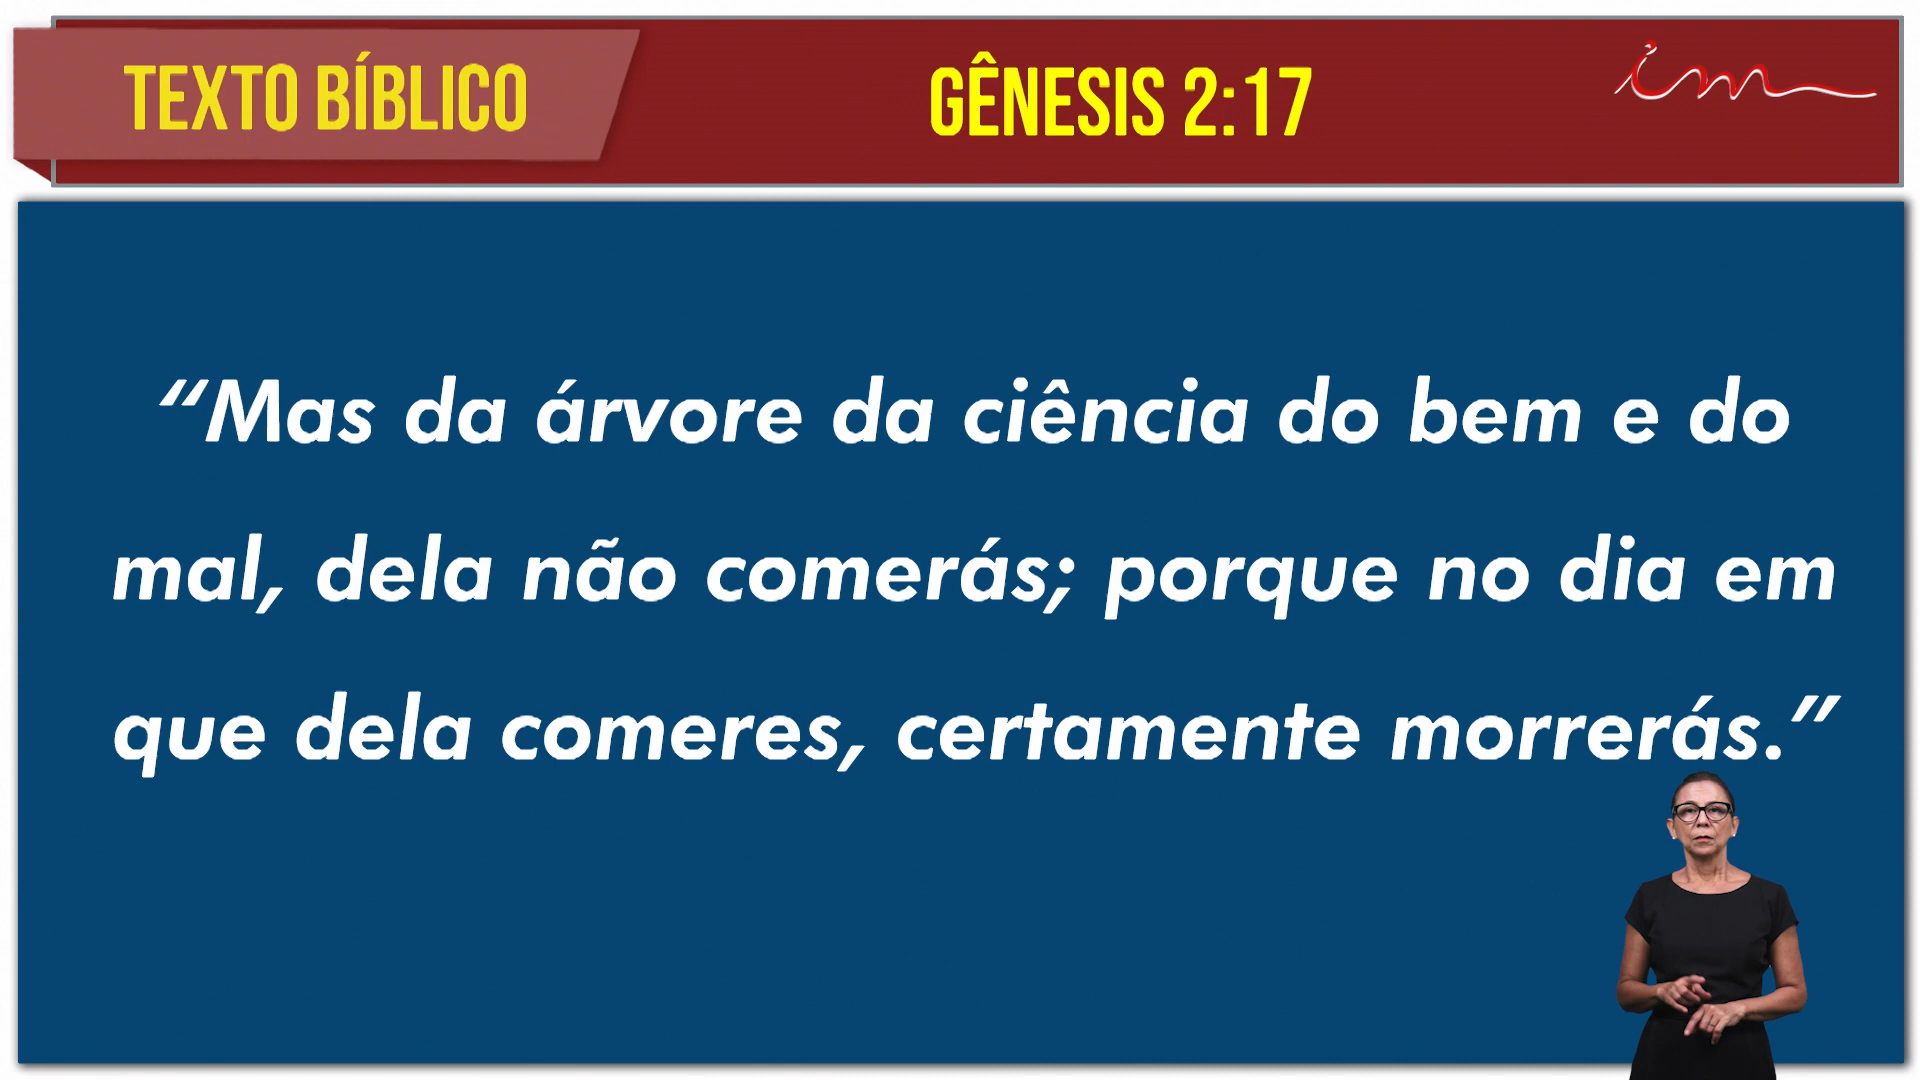 TEXTO BÍBLICO
GÊNESIS 2:17
im
“Mas da árvore da ciência do bem e do
mal, dela não comerás; porque no dia em
que dela comeres, certamente morrerás.”